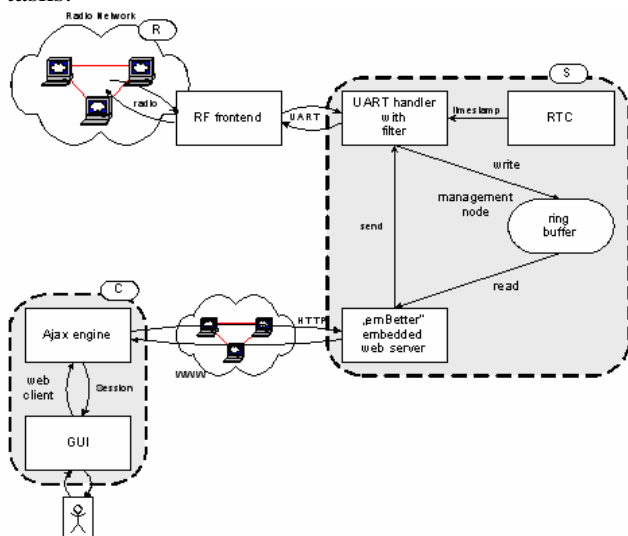 tasks.
Radio Network
R
radio
RF frontend
UART
S
UART handler
with
filter
timestamp
RTC
write
management
node
ring
buffer
send
read
„emBetter"
embedded
web server
HTTP
www
C
Ajax engine
web
client
Session
GUI